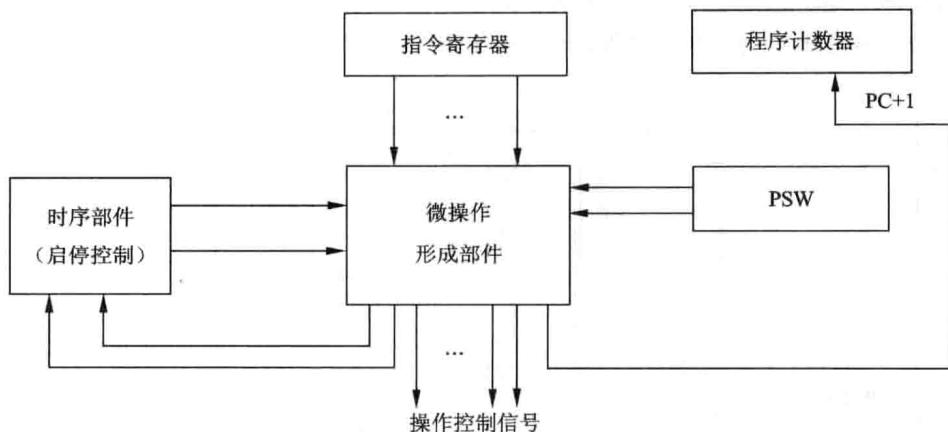 指令寄存器
程序计数器
...
PC+1
时序部件
(启停控制)
微操作
形成部件
PSW
...
操作控制信号